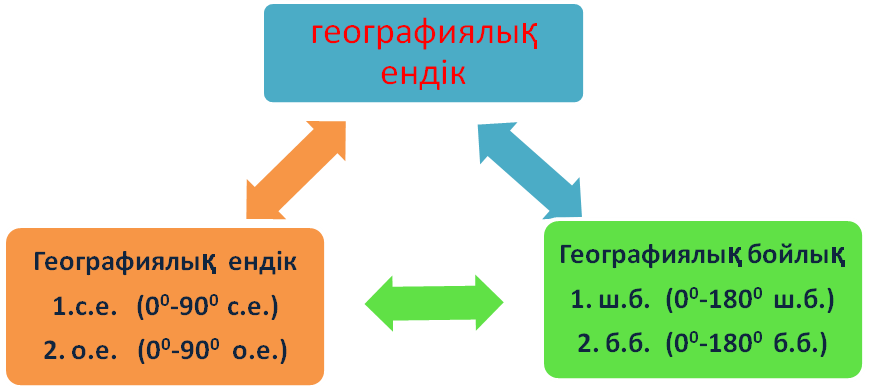 географиялық
ендік
Географиялық ендік
1.с.е. (0⁰-90⁰ с.е.)
2. о.е. (0⁰-90⁰ о.е.)
Географиялық бойлық
1. ш.б. (0⁰-180⁰ ш.б.)
2. б.б. (0⁰-180⁰ б.б.)